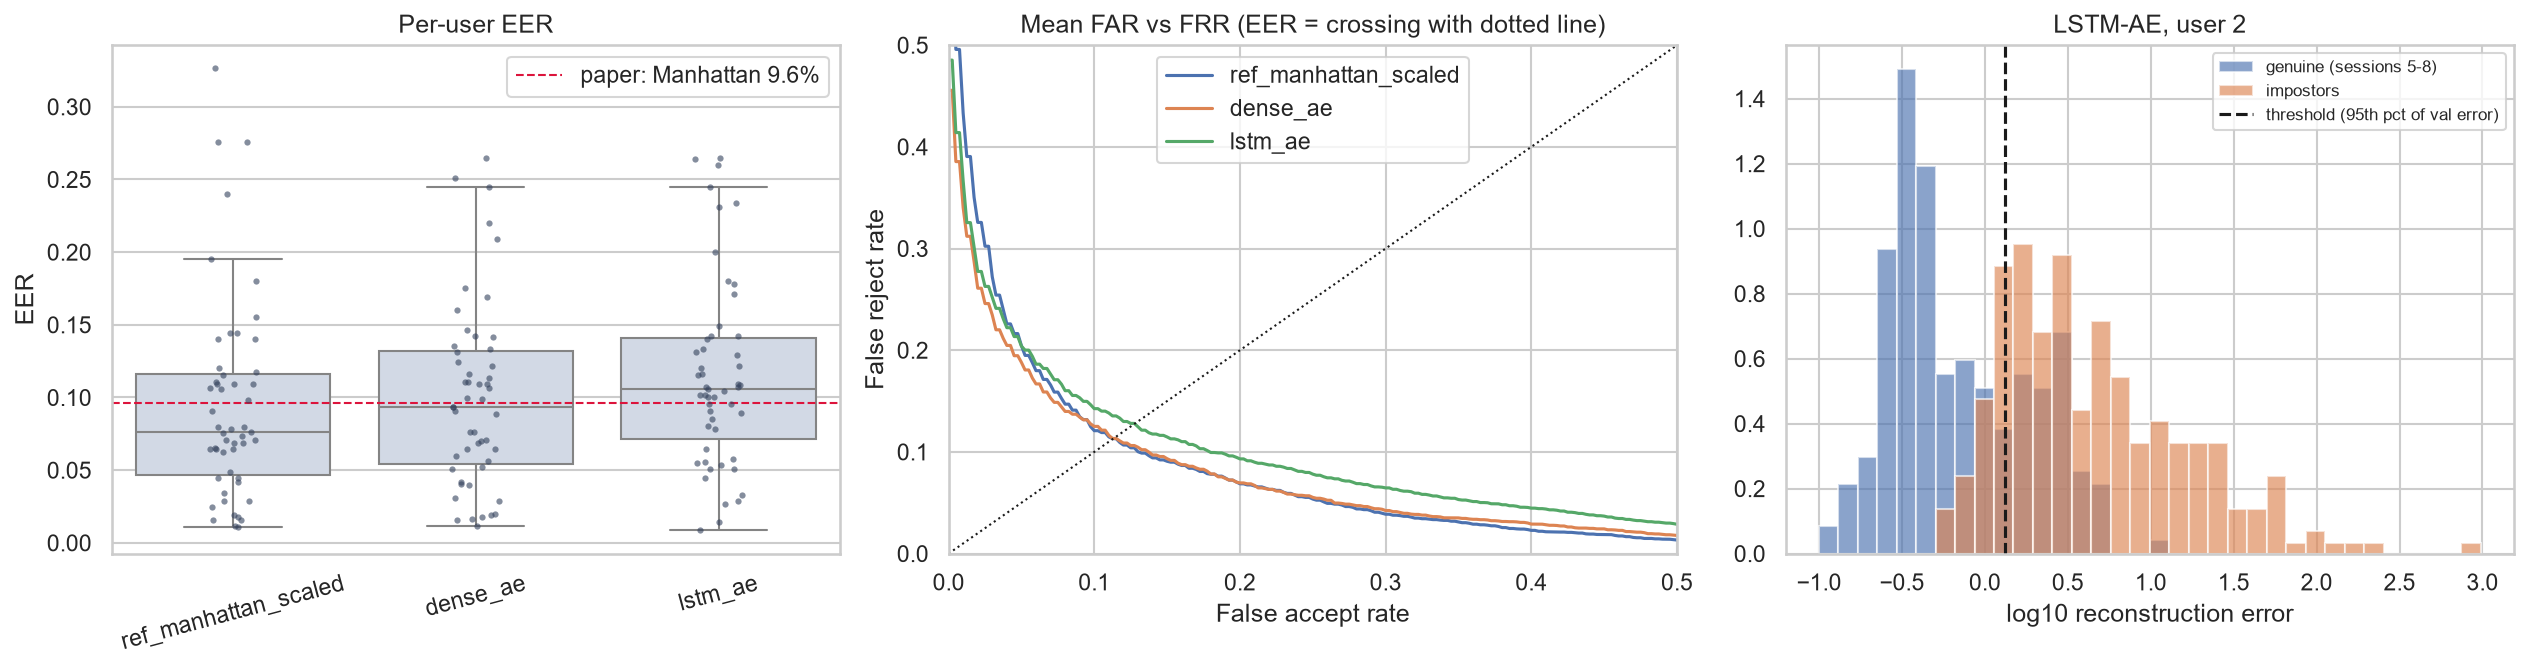 Per-user EER
paper: Manhattan 9.6%
EER
0.30
0.25
0.20
0.15
0.10
0.05
0.00
ref_manhattan_scaled
dense_ae
lstm_ae
Mean FAR vs FRR (EER = crossing with dotted line)
ref_manhattan_scaled
dense_ae
lstm_ae
False reject rate
0.5
0.4
0.3
0.2
0.1
0.0
0.0 0.1 0.2 0.3 0.4 0.5
False accept rate
LSTM-AE, user 2
genuine (sessions 5-8)
impostors
threshold (95th pct of val error)
1.4
1.2
1.0
0.8
0.6
0.4
0.2
0.0
−1.0 −0.5 0.0 0.5 1.0 1.5 2.0 2.5 3.0
log10 reconstruction error